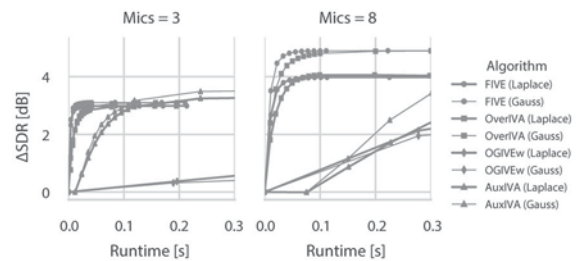 Mics = 3
Mics = 8
ΔSDR [dB]
4
2
0
0.0 0.1 0.2 0.3
0.0 0.1 0.2 0.3
Runtime [s]
Runtime [s]
Algorithm
FIVE (Laplace)
FIVE (Gauss)
OverIVA (Laplace)
OverIVA (Gauss)
OGIVEw (Laplace)
OGIVEw (Gauss)
AuxIVA (Laplace)
AuxIVA (Gauss)